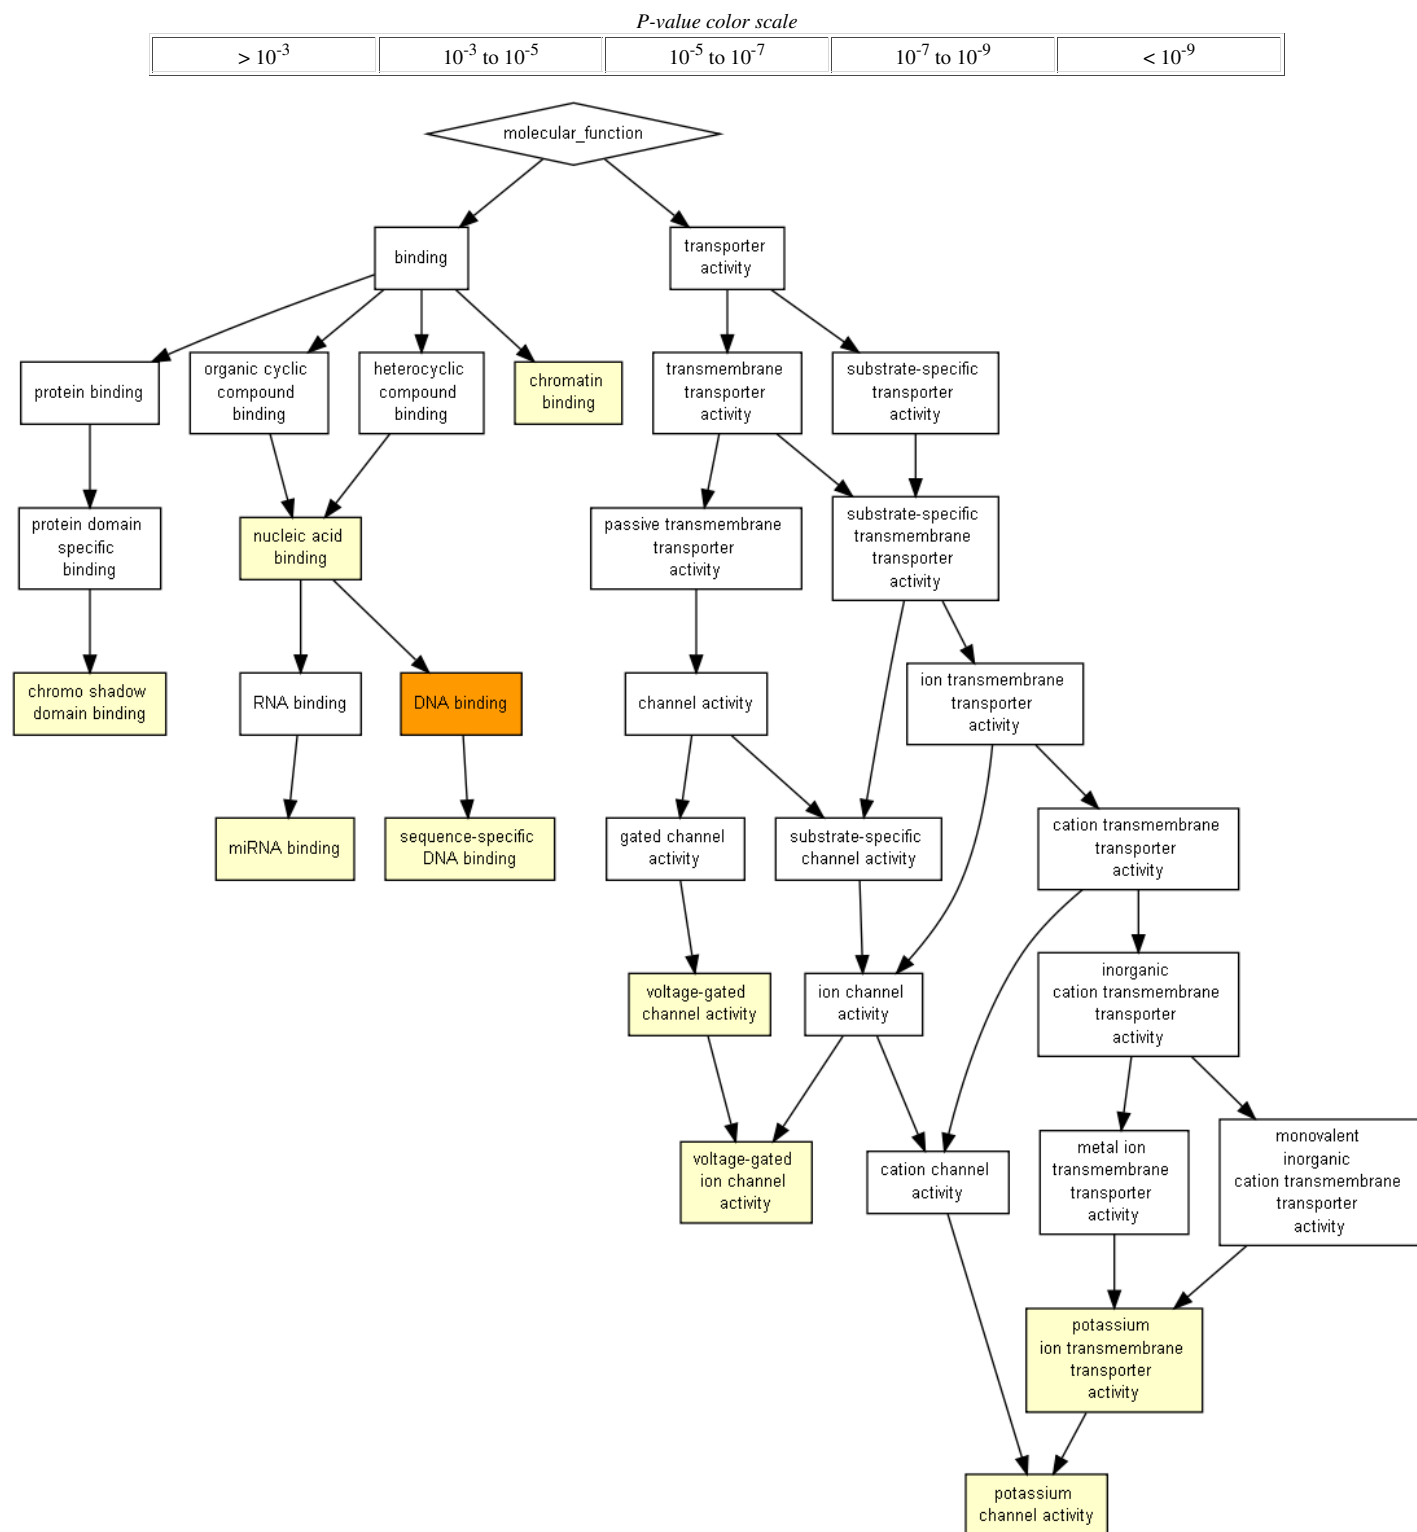 P-value color scale
> 10-3
10-3 to 10-5
10-5 to 10-7
10-7 to 10-9
< 10-9
molecular_function
binding
transporter
activity
protein binding
organic cyclic
compound
binding
heterocyclic
compound
binding
chromatin
binding
transmembrane
transporter
activity
substrate-specific
transporter
activity
protein domain
specific
binding
nucleic acid
binding
passive transmembrane
transporter
activity
substrate-specific
transmembrane
transporter
activity
chromo shadow
domain binding
RNA binding
DNA binding
channel activity
ion transmembrane
transporter
activity
miRNA binding
sequence-specific
DNA binding
gated channel
activity
substrate-specific
channel activity
cation transmembrane
transporter
activity
voltage-gated
channel activity
ion channel
activity
inorganic
cation transmembrane
transporter
activity
voltage-gated
ion channel
activity
cation channel
activity
metal ion
transmembrane
transporter
activity
monovalent
inorganic
cation transmembrane
transporter
activity
potassium
ion transmembrane
transporter
activity
potassium
channel activity